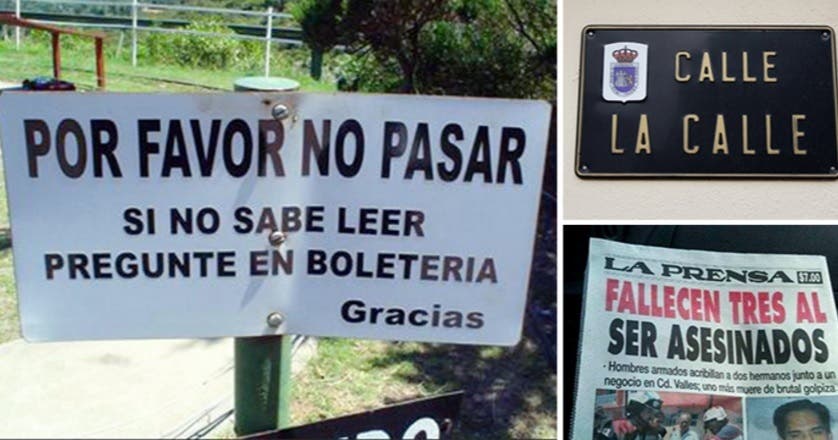 POR FAVOR NO PASAR
SI NO SABE LEER
PREGUNTE EN BOLETERIA
Gracias
CALLE
LA CALLE
LA PRENSA $7.00
FALLECEN TRES AL
SER ASESINADOS
· Hombres armados acribillan a dos hermanos junto a un
negocio en Cd. Valles; uno más muere de brutal golpiza